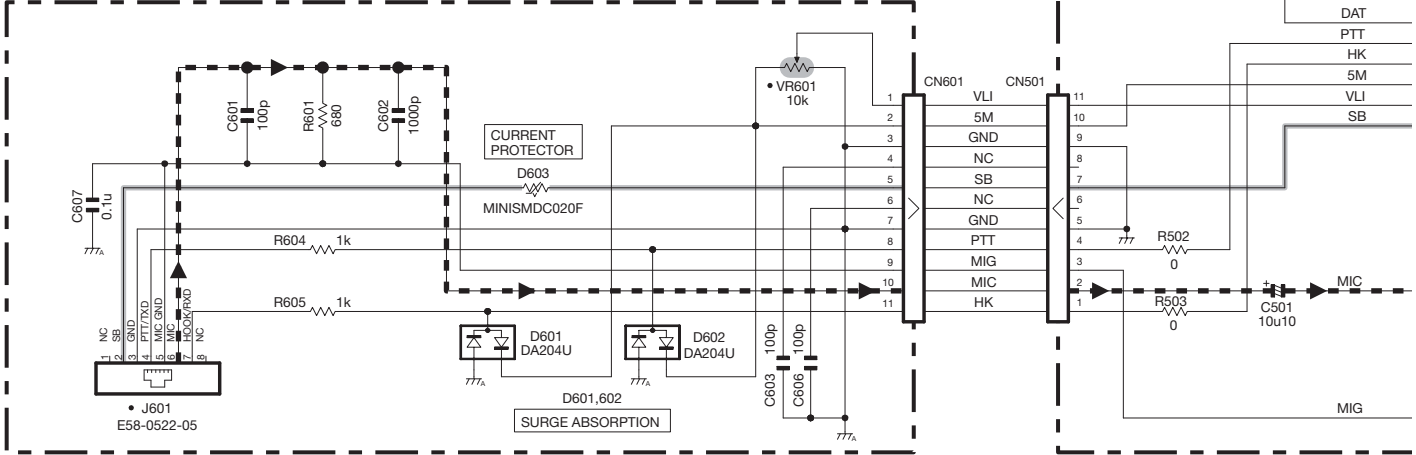 DAT
PTT
HK
5M
VLI
SB
CN601
CN501
• VR601
10k
C601
100p
R601
680
C602
1000p
CURRENT
PROTECTOR
D603
MINISMDC020F
C607
0.1u
1 VLI 11
2 5M 10
3 GND 9
4 NC 8
5 SB 7
6 NC 6
7 GND 5
8 PTT 4
9 MIG 3
10 MIC 2
11 HK 1
R604 1k
R605 1k
R502
0
R503
0
+
C501
10u10
MIC
MIG
NC
SB
GND
PTT/TXD
MIC GND
MIC
HOOK/RXD
NC
1 2 3 4 5 6 7 8
• J601
E58-0522-05
D601
DA204U
A
D602
DA204U
A
A
D601,602
SURGE ABSORPTION
C603
100p
C606
100p
A